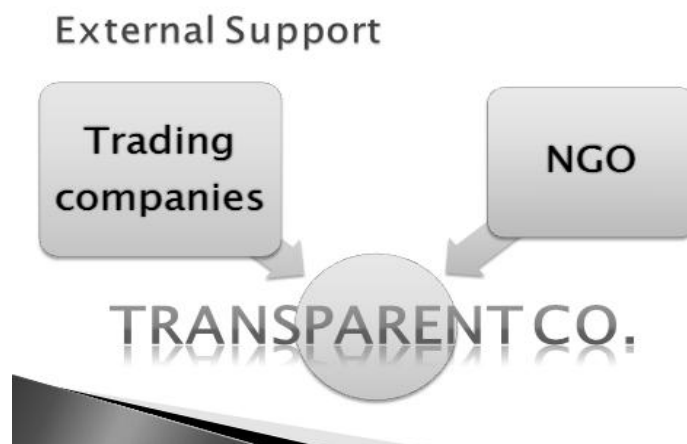 External Support
Trading
companies
NGO
TRANSPARENT CO.